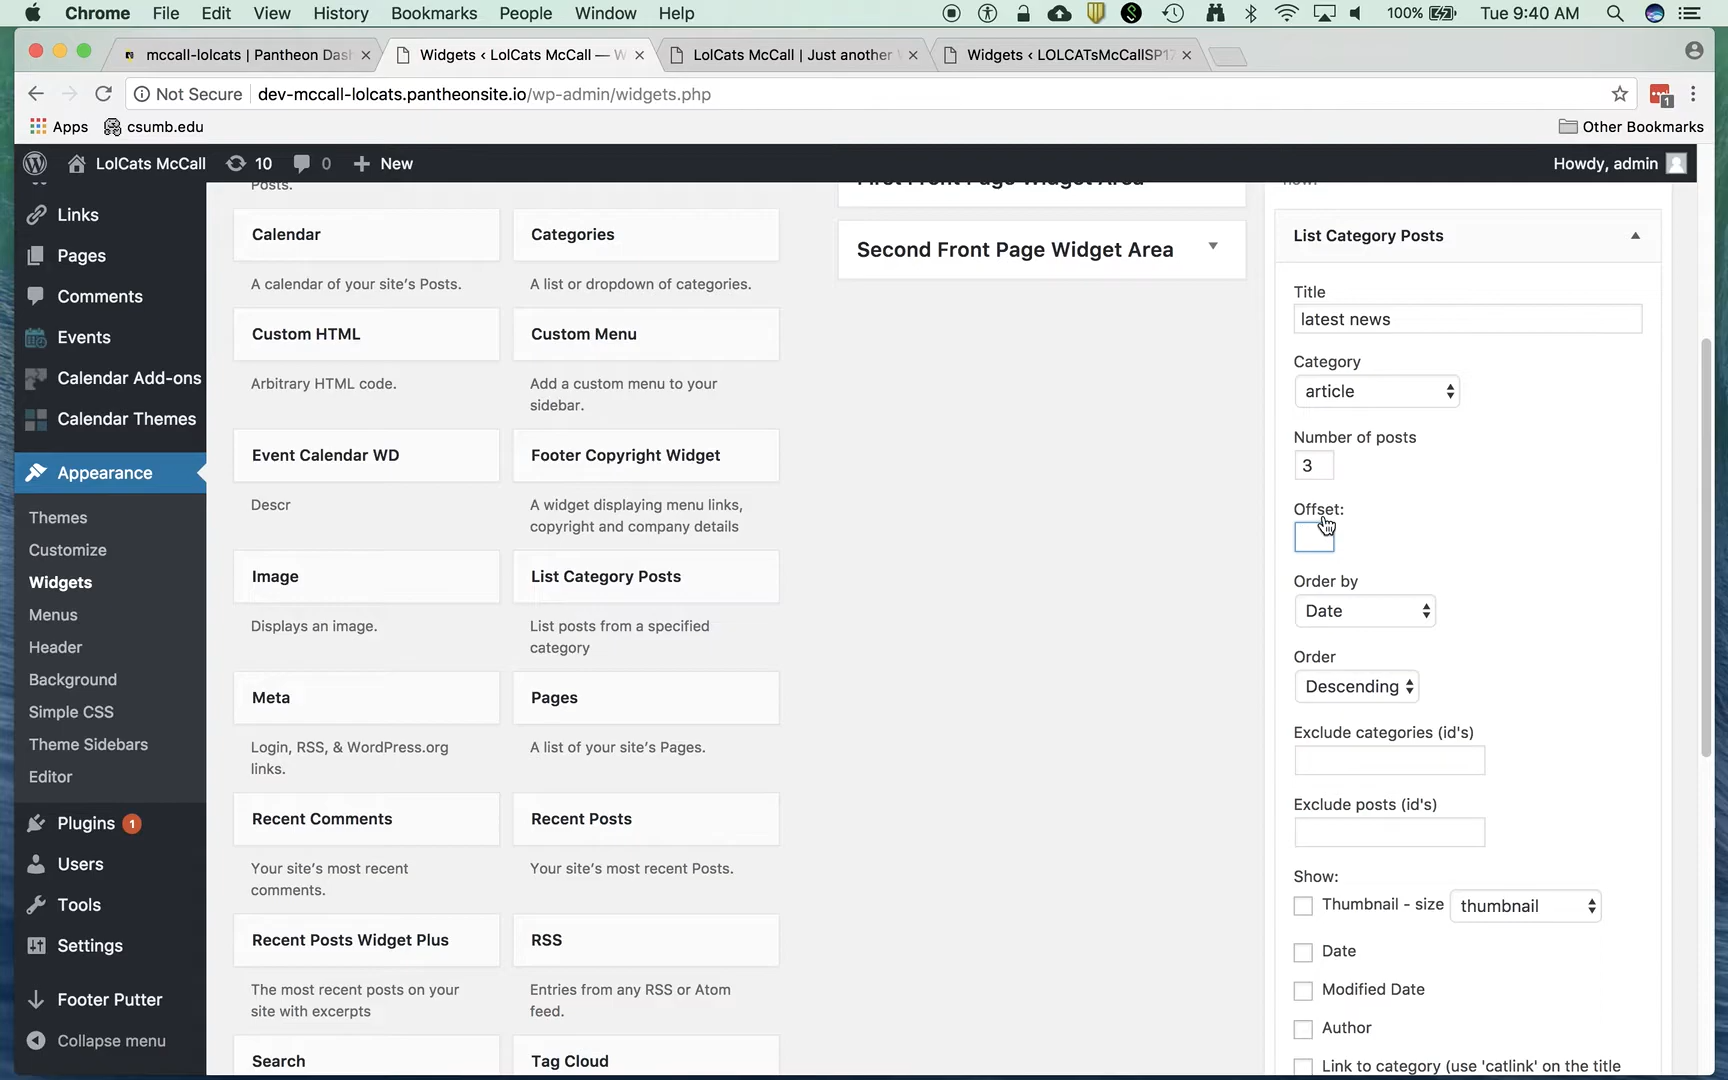 Chrome File Edit View History Bookmarks People Window Help 100% Tue 9:40 AM
mccall-lolcats | Pantheon Das
Widgets ‹ LolCats McCall — W
LolCats McCall | Just another
Widgets ‹ LOLCATsMcCallSP17
Not Secure dev-mccall-lolcats.pantheonsite.io/wp-admin/widgets.php
1
Apps csumb.edu Other Bookmarks
LolCats McCall 10 0 New Howdy, admin
Links
Pages
Comments
Events
Calendar Add-ons
Calendar Themes
Appearance
Themes
Customize
Widgets
Menus
Header
Background
Simple CSS
Theme Sidebars
Editor
Plugins 1
Users
Tools
Settings
Footer Putter
Collapse menu
Posts.
Calendar
A calendar of your site's Posts.
Categories
A list or dropdown of categories.
Custom HTML
Arbitrary HTML code.
Custom Menu
Add a custom menu to your
sidebar.
Event Calendar WD
Descr
Footer Copyright Widget
A widget displaying menu links,
copyright and company details
Image
Displays an image.
List Category Posts
List posts from a specified
category
Meta
Login, RSS, & WordPress.org
links.
Pages
A list of your site's Pages.
Recent Comments
Your site's most recent
comments.
Recent Posts
Your site's most recent Posts.
Recent Posts Widget Plus
The most recent posts on your
site with excerpts
RSS
Entries from any RSS or Atom
feed.
Search
Tag Cloud
First Front Page Widget Area
Second Front Page Widget Area
List Category Posts
Title
latest news
Category
article
Number of posts
3
Offset:
Order by
Date
Order
Descending
Exclude categories (id's)
Exclude posts (id's)
Show:
Thumbnail - size thumbnail
Date
Modified Date
Author
Link to category (use 'catlink' on the title